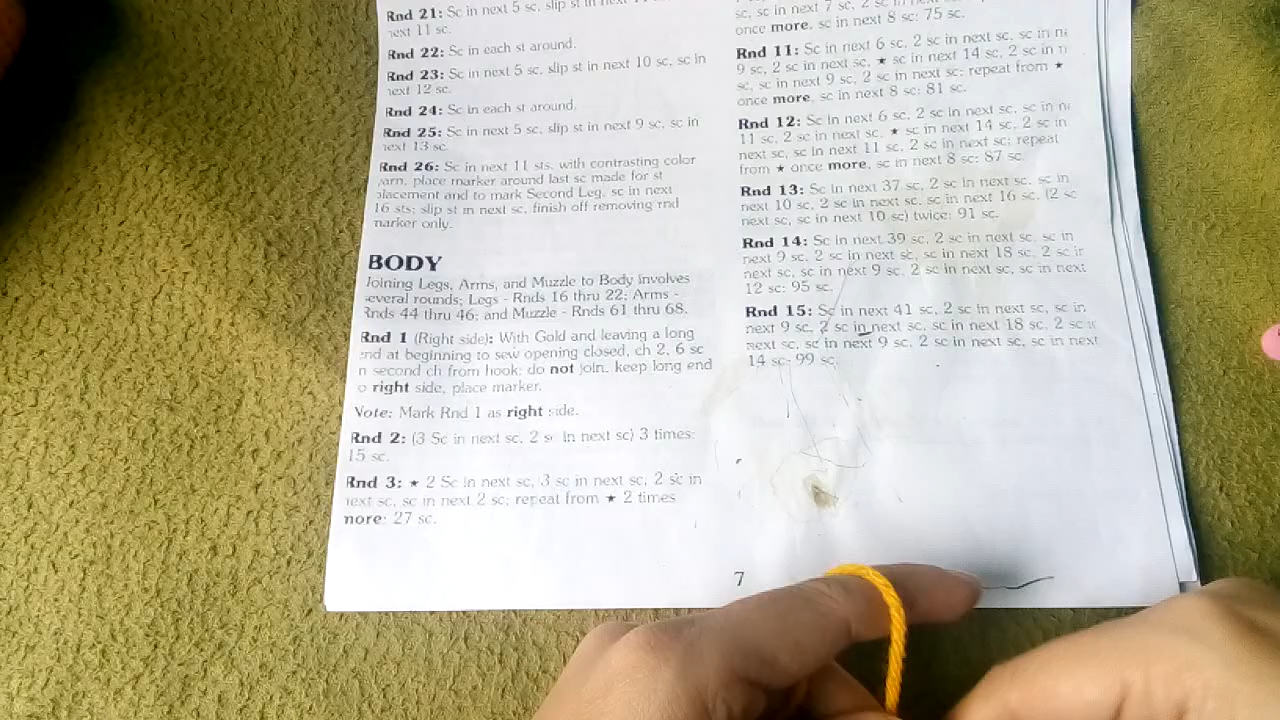 Rnd 21: Sc in next 5 sc, slip st in next
next 11 sc.
Rnd 22: Sc in each st around.
Rnd 23: Sc in next 5 sc, slip st in next 10 sc, sc in
next 12 sc.
Rnd 24: Sc in each st around.
Rnd 25: Sc in next 5 sc, slip st in next 9 sc, sc in
next 13 sc.
Rnd 26: Sc in next 11 sts, with contrasting color
yarn, place marker around last sc made for st
placement and to mark Second Leg, sc in next
16 sts; slip st in next sc, finish off removing rnd
marker only.
BODY
Joining Legs, Arms, and Muzzle to Body involves
several rounds; Legs - Rnds 16 thru 22; Arms -
Rnds 44 thru 46; and Muzzle - Rnds 61 thru 68.
Rnd 1 (Right side): With Gold and leaving a long
end at beginning to sew opening closed, ch 2, 6 sc
in second ch from hook; do not join, keep long end
to right side, place marker.
Note: Mark Rnd 1 as right side.
Rnd 2: (3 Sc in next sc, 2 sc in next sc) 3 times:
15 sc.
Rnd 3: ★ 2 Sc in next sc, 3 sc in next sc, 2 sc in
next sc, sc in next 2 sc; repeat from ★ 2 times
more: 27 sc.
sc, sc in next 7 sc, 2 sc in next
once more, sc in next 8 sc: 75 sc.
Rnd 11: Sc in next 6 sc, 2 sc in next sc, sc in
9 sc, 2 sc in next sc, ★ sc in next 14 sc, 2 sc in
sc, sc in next 9 sc, 2 sc in next sc; repeat from ★
once more, sc in next 8 sc: 81 sc.
Rnd 12: Sc in next 6 sc, 2 sc in next sc, sc in
11 sc, 2 sc in next sc, ★ sc in next 14 sc, 2 sc in
next sc, sc in next 11 sc, 2 sc in next sc; repeat
from ★ once more, sc in next 8 sc: 87 sc.
Rnd 13: Sc in next 37 sc, 2 sc in next sc, sc in
next 10 sc, 2 sc in next sc, sc in next 16 sc, (2 sc
next sc, sc in next 10 sc) twice: 91 sc.
Rnd 14: Sc in next 39 sc, 2 sc in next sc, sc in
next 9 sc, 2 sc in next sc, sc in next 18 sc, 2 sc in
next sc, sc in next 9 sc, 2 sc in next sc, sc in next
12 sc: 95 sc.
Rnd 15: Sc in next 41 sc, 2 sc in next sc, sc in
next 9 sc, 2 sc in next sc, sc in next 18 sc, 2 sc in
next sc, sc in next 9 sc, 2 sc in next sc, sc in next
14 sc: 99 sc.
7